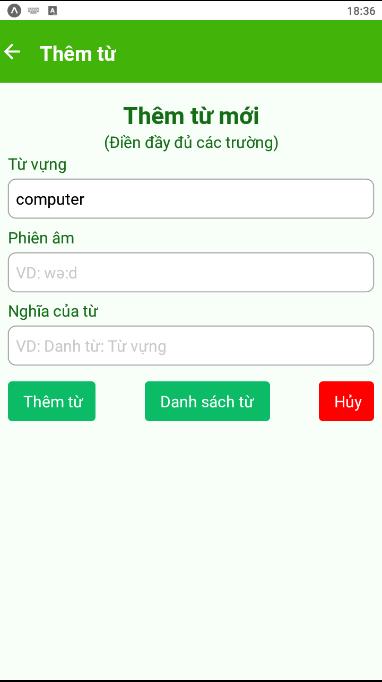 18:36
Thêm từ
Thêm từ mới
(Điền đầy đủ các trường)
Từ vựng
computer
Phiên âm
VD: wə:d
Nghĩa của từ
VD: Danh từ: Từ vựng
Thêm từ Danh sách từ Hủy